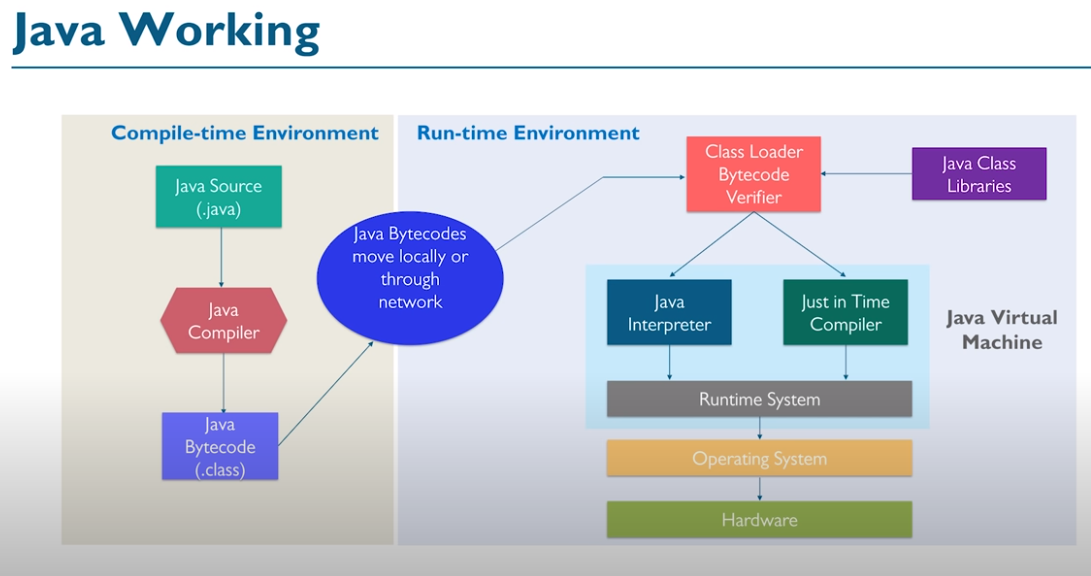 Java Working
Compile-time Environment
Run-time Environment
Java Source
(.java)
Java
Compiler
Java
Bytecode
(.class)
Java Bytecodes
move locally or
through
network
Class Loader
Bytecode
Verifier
Java Class
Libraries
Java
Interpreter
Just in Time
Compiler
Java Virtual
Machine
Runtime System
Operating System
Hardware